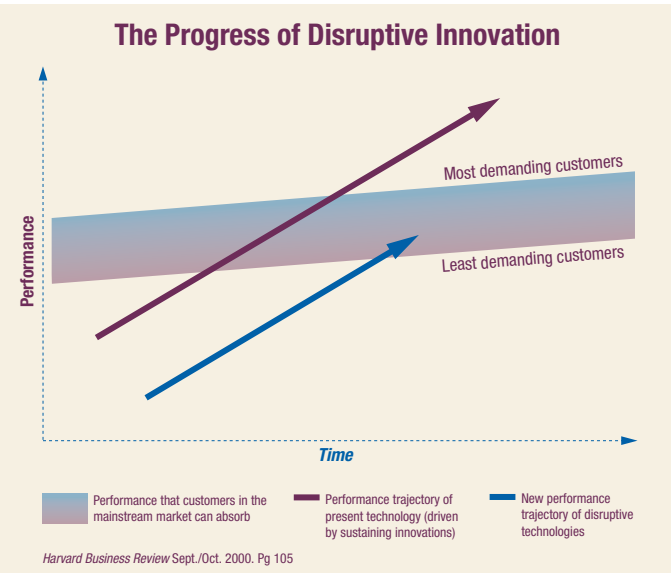 The Progress of Disruptive Innovation
Most demanding customers
Performance
Least demanding customers
Time
Performance that customers in the
mainstream market can absorb
Performance trajectory of
present technology (driven
by sustaining innovations)
New performance
trajectory of disruptive
technologies
Harvard Business Review Sept./Oct. 2000. Pg 105